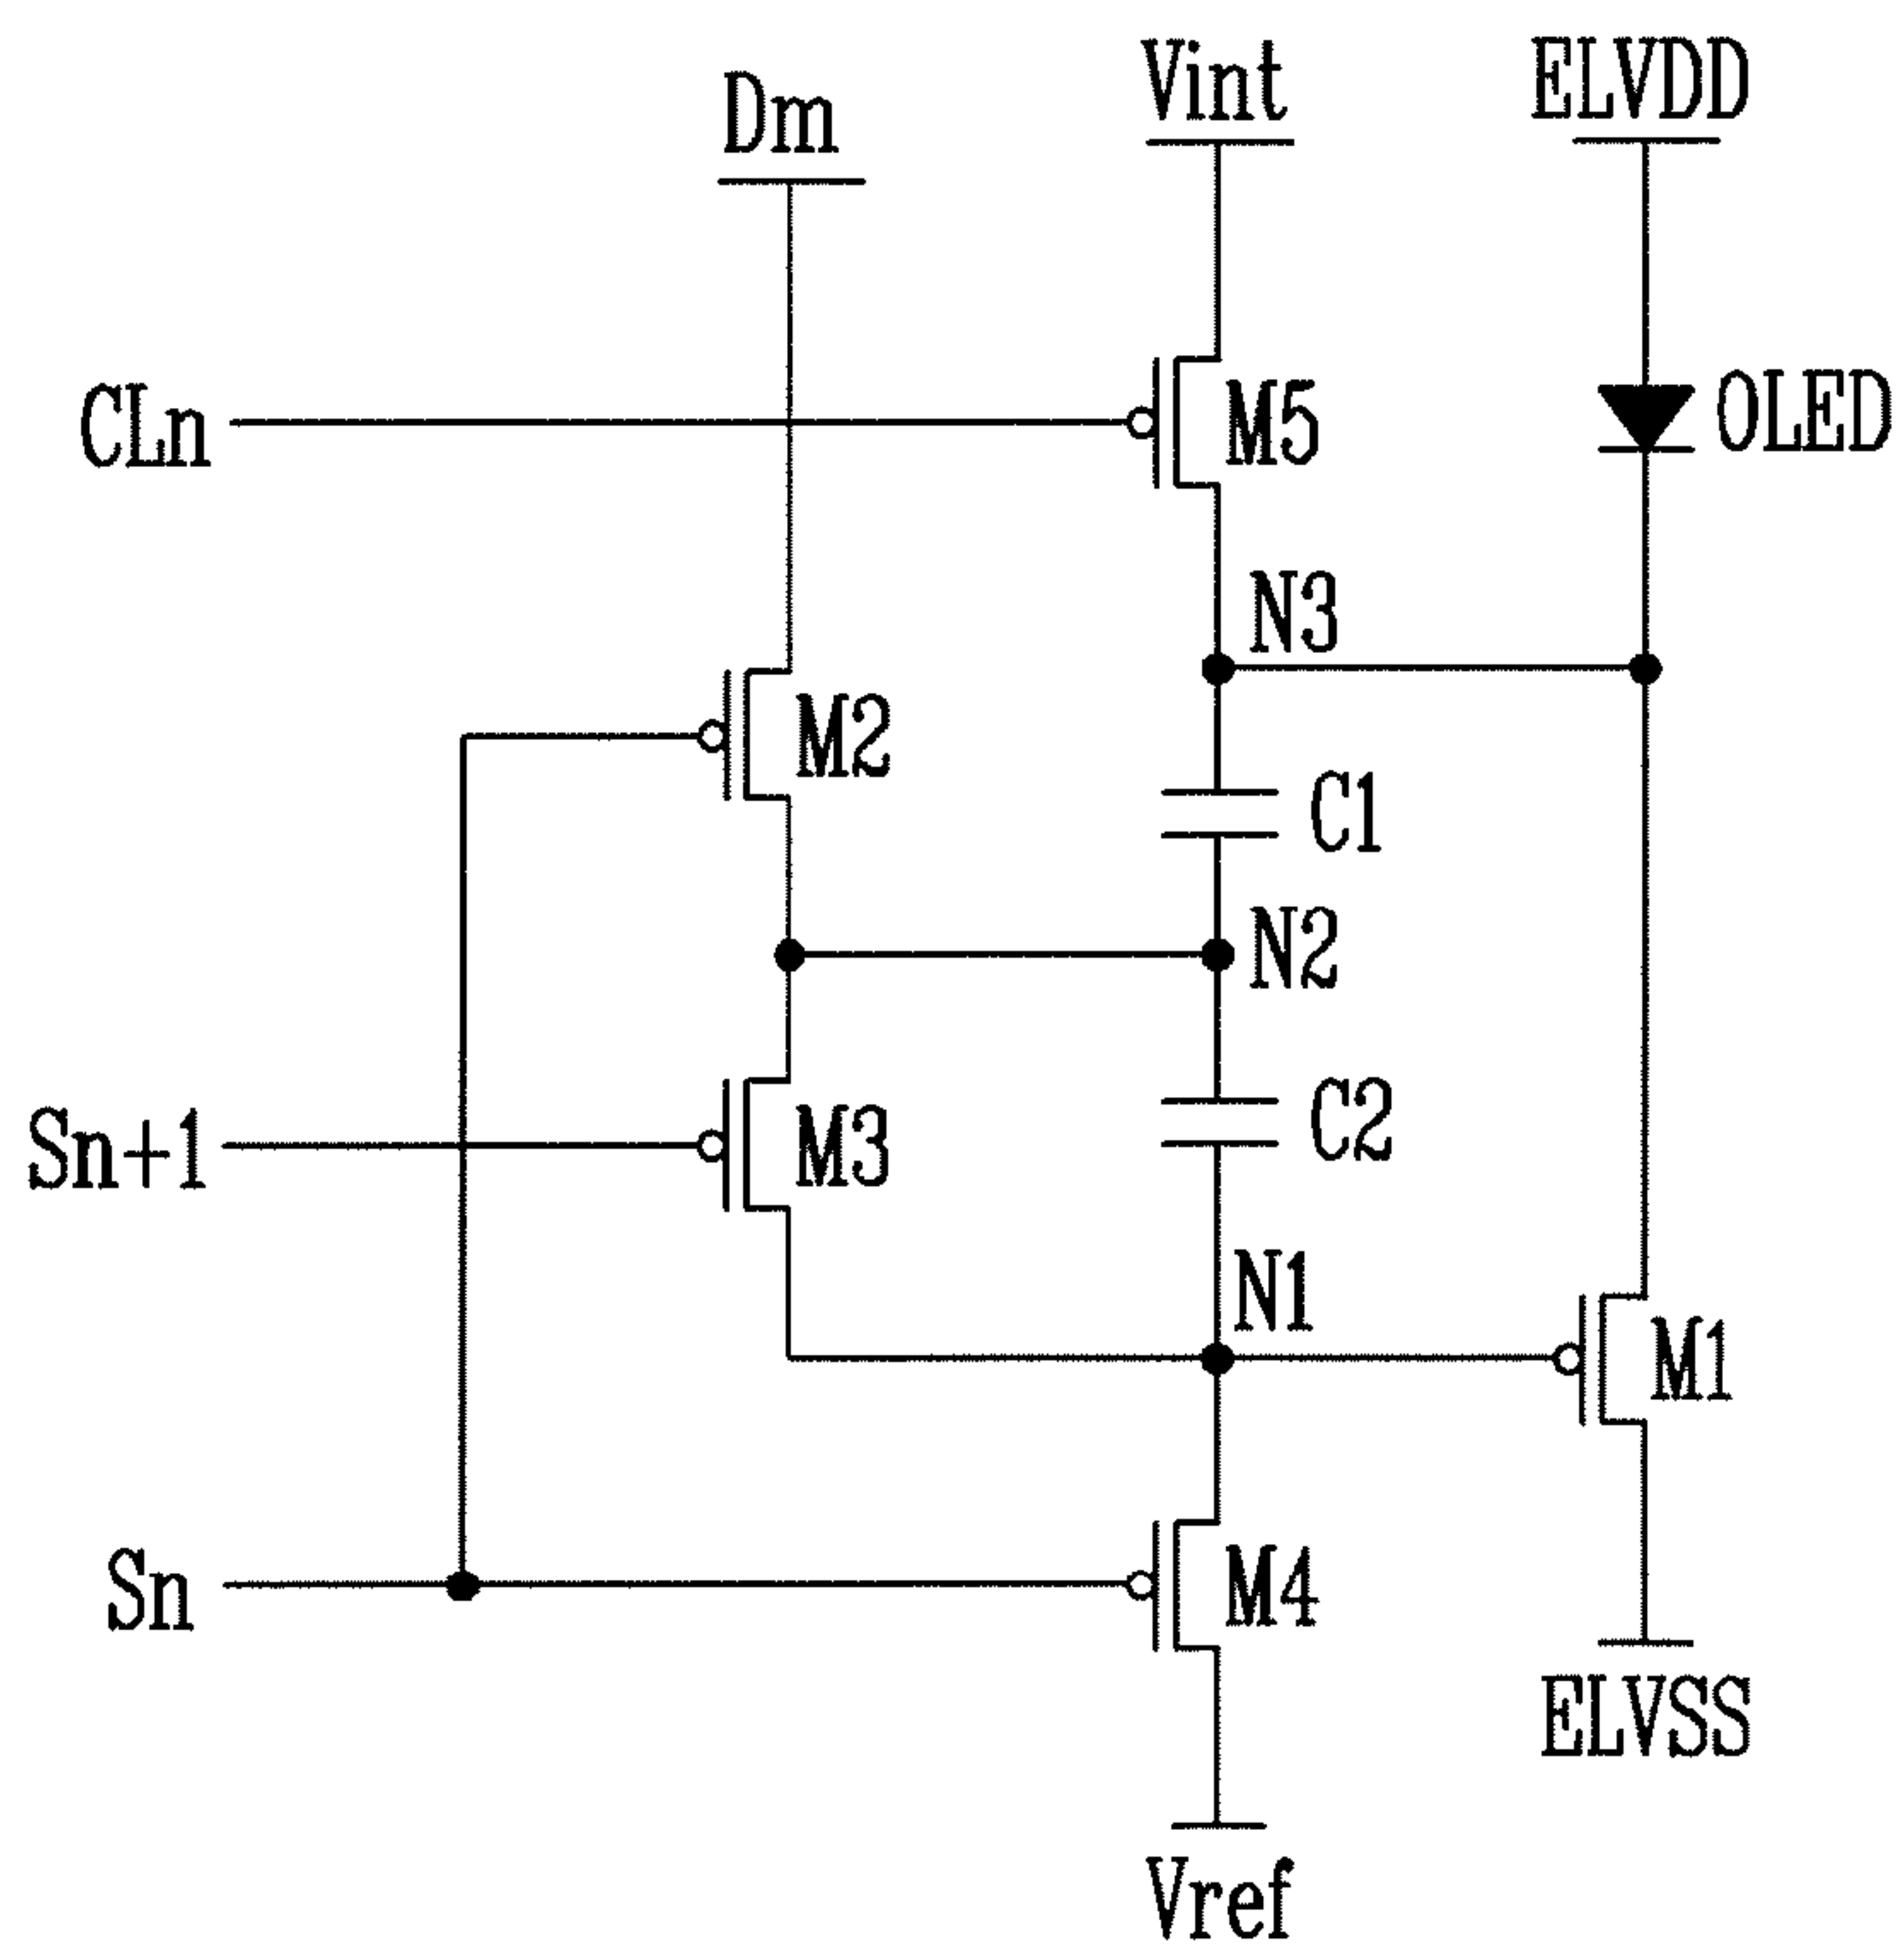 Dm
Vint
ELVDD
CLn
M5
OLED
N3
M2
C1
N2
Sn+1
M3
C2
N1
M1
Sn
M4
ELVSS
Vref